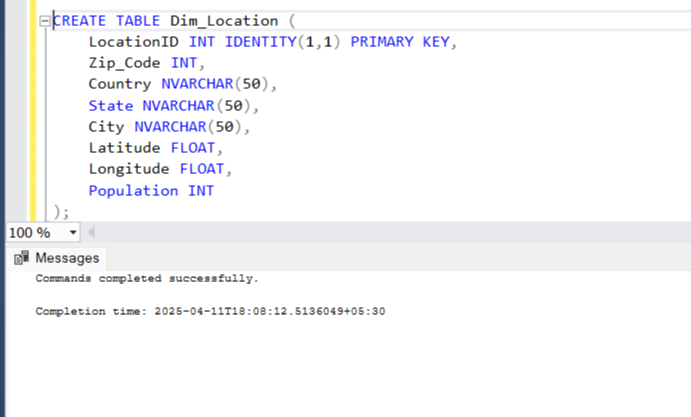 CREATE TABLE Dim_Location (
LocationID INT IDENTITY(1,1) PRIMARY KEY,
Zip_Code INT,
Country NVARCHAR(50),
State NVARCHAR(50),
City NVARCHAR(50),
Latitude FLOAT,
Longitude FLOAT,
Population INT
);
100 %
Messages
Commands completed successfully.
Completion time: 2025-04-11T18:08:12.5136049+05:30